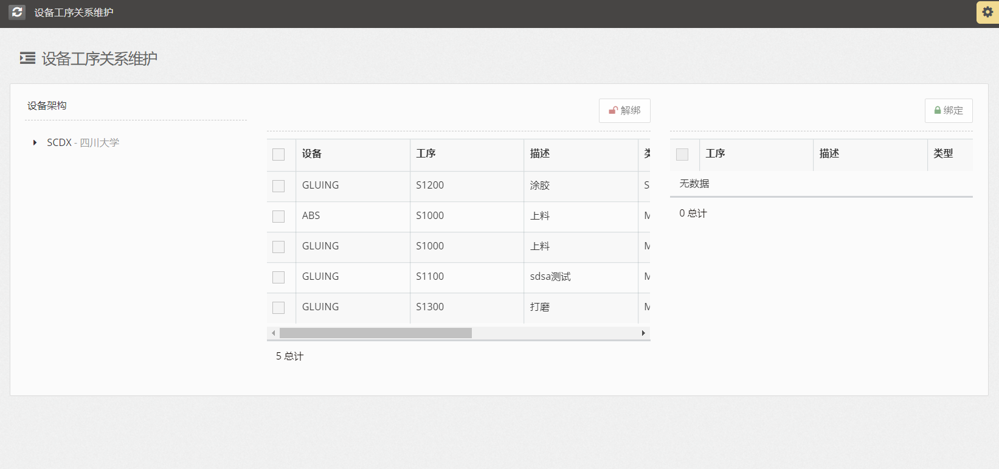 设备工序关系维护
设备工序关系维护
设备架构
SCDX - 四川大学
解绑
设备 工序 描述 类
GLUING S1200 涂胶 S
ABS S1000 上料 M
GLUING S1000 上料 M
GLUING S1100 sdsa测试 M
GLUING S1300 打磨 M
5 总计
绑定
工序 描述 类型
无数据
0 总计